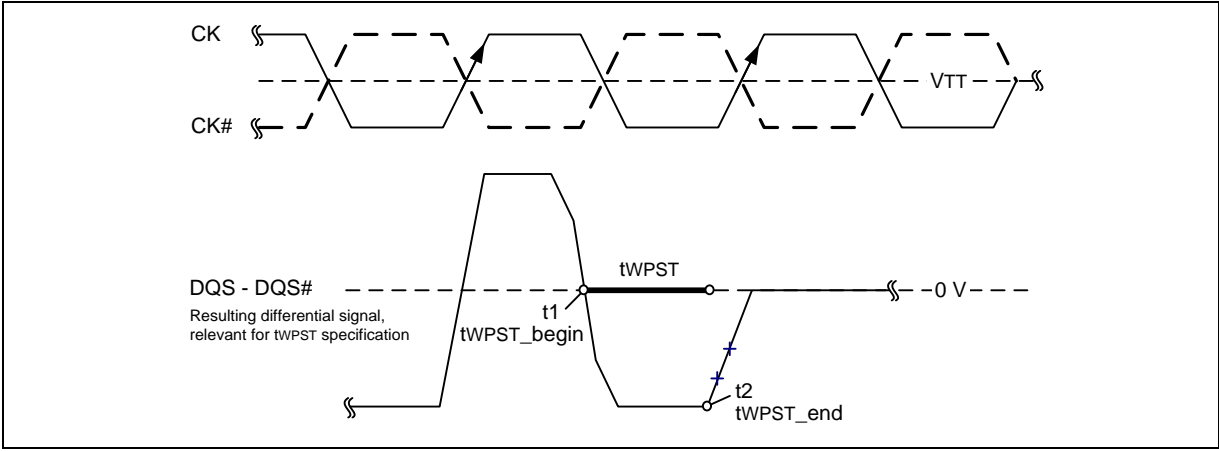 CK
VTT
CK#
tWPST
DQS - DQS#
0 V
Resulting differential signal,
relevant for tWPST specification
t1
tWPST_begin
t2
tWPST_end